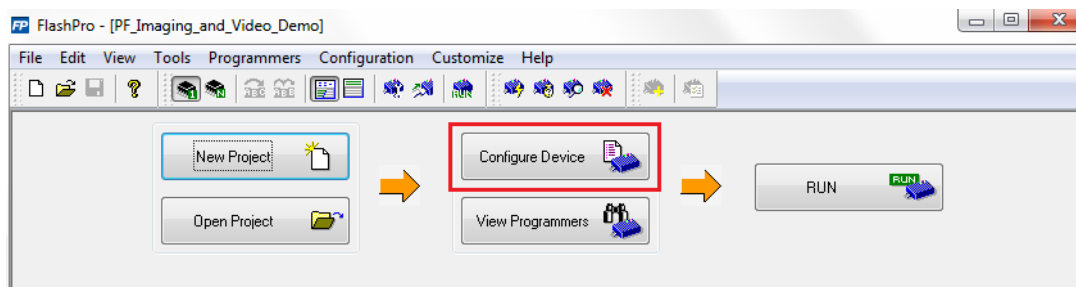 FP FlashPro - [PF_Imaging_and_Video_Demo]
File Edit View Tools Programmers Configuration Customize Help
New Project
Configure Device
RUN
RUN
Open Project
View Programmers